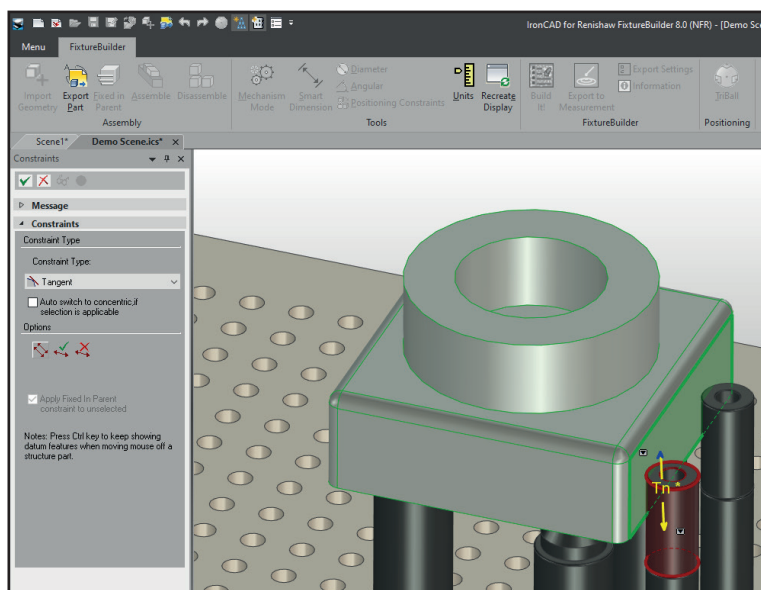 IronCAD for Renishaw FixtureBuilder 8.0 (NFR) - [Demo Sce
Menu FixtureBuilder
Import Geometry Export Part Fixed in Parent Assemble Disassemble
Assembly
Mechanism Mode Smart Dimension Diameter Angular Positioning Constraints Units Recreate Display
Tools
Build It! Export to Measurement Export Settings Information
FixtureBuilder
TriBall
Positioning
Scene1* Demo Scene.ics* x
Constraints
Message
Constraints
Constraint Type
Constraint Type:
Tangent
Auto switch to concentric,if
selection is applicable
Options
Apply Fixed In Parent
constraint to unselected
Notes: Press Ctrl key to keep showing
datum features when moving mouse off a
structure part.
Tn *